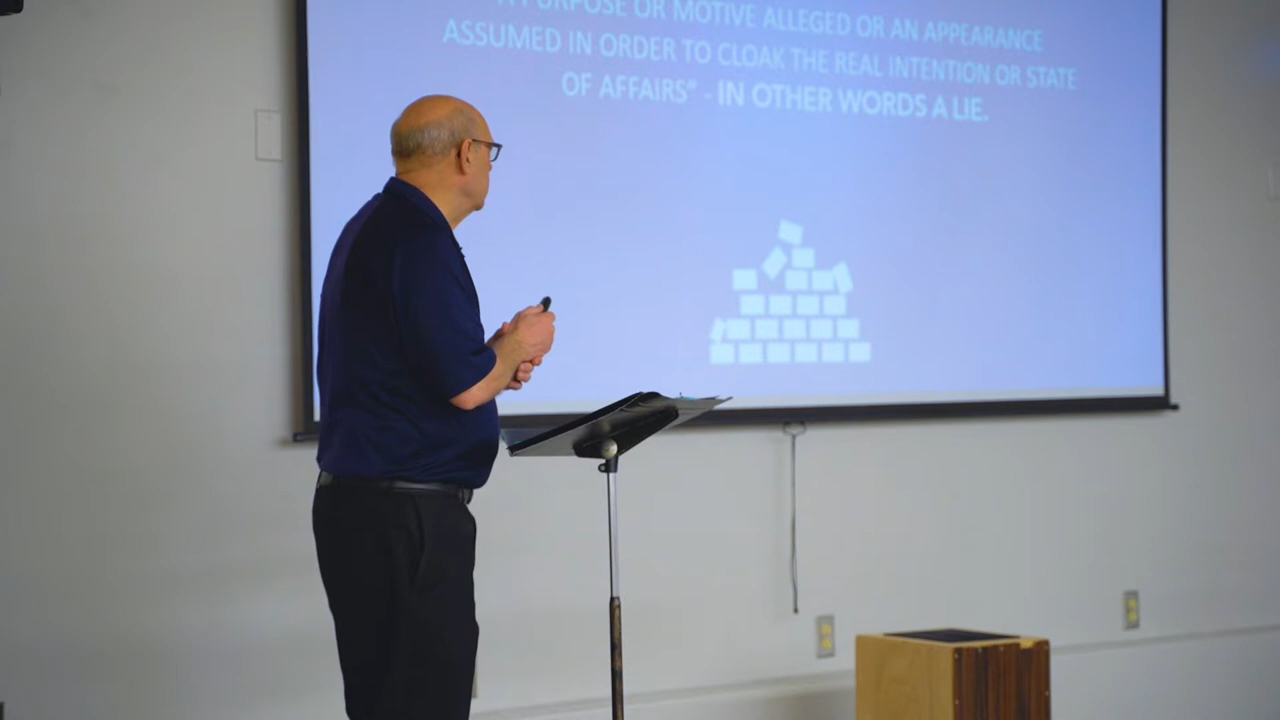 A PURPOSE OR MOTIVE ALLEGED OR AN APPEARANCE
ASSUMED IN ORDER TO CLOAK THE REAL INTENTION OR STATE
OF AFFAIRS" - IN OTHER WORDS A LIE.